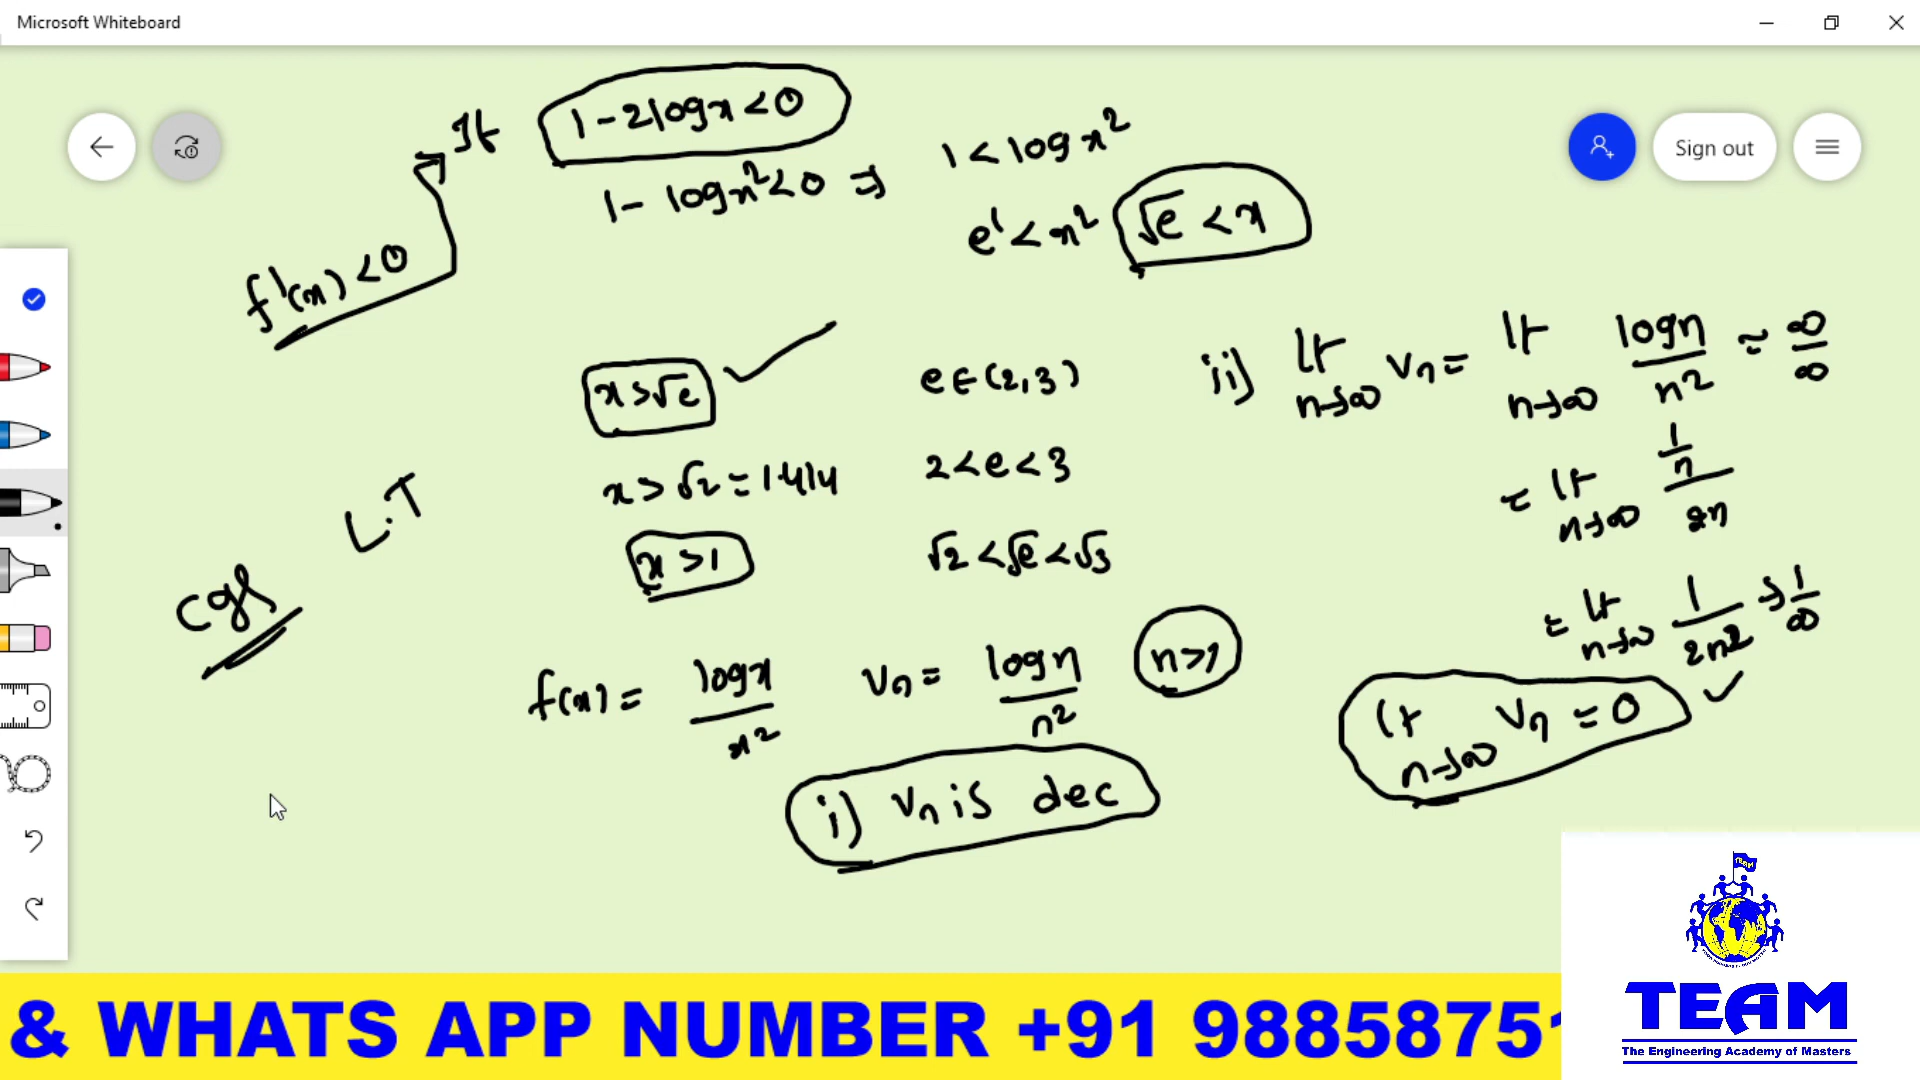 Microsoft Whiteboard
If 1 - 2logx < 0
1 - logx² < 0 ⇒ 1 < logx²
e¹ < x² √e < x
f'(x) < 0
Sign out
x > √e ✓
e ∈ (2,3)
x > √2 = 1.414
2 < e < 3
x > 1
√2 < √e < √3
L.T
cgs
f(x) = logx / x²
vn = logn / n² n>1
i) vn is dec
ii) lt n→∞ vn = lt n→∞ logn / n² = ∞/∞
= lt n→∞ (1/n) / 2n
= lt n→∞ 1/2n² → 1/∞
lt n→∞ vn = 0 ✓
& WHATS APP NUMBER +91 9885875
TEAM
The Engineering Academy of Masters